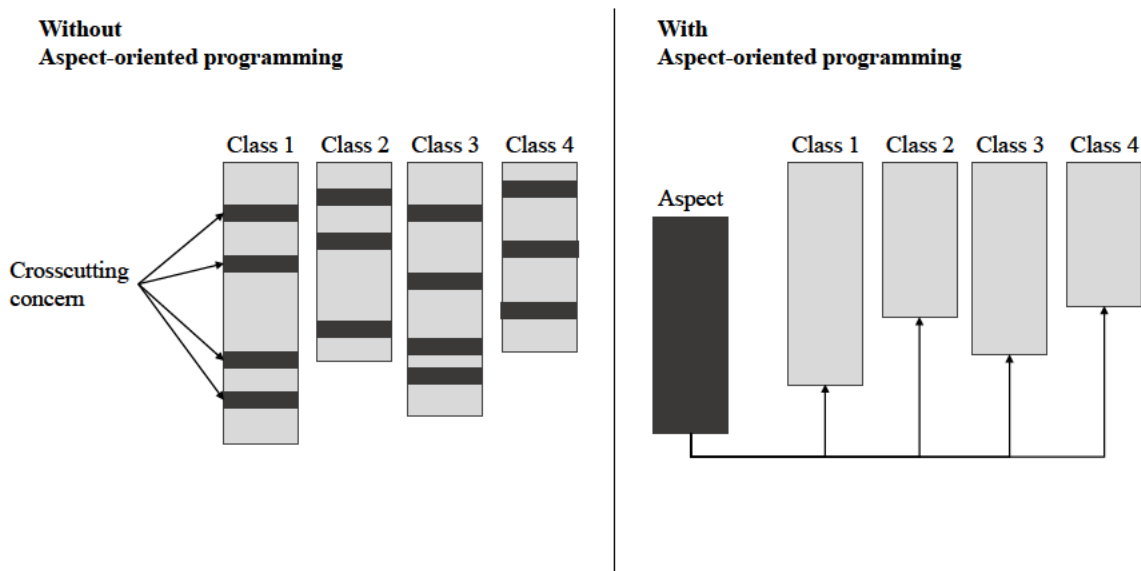 Without
Aspect-oriented programming
Class 1
Class 2
Class 3
Class 4
Crosscutting
concern
With
Aspect-oriented programming
Class 1
Class 2
Class 3
Class 4
Aspect